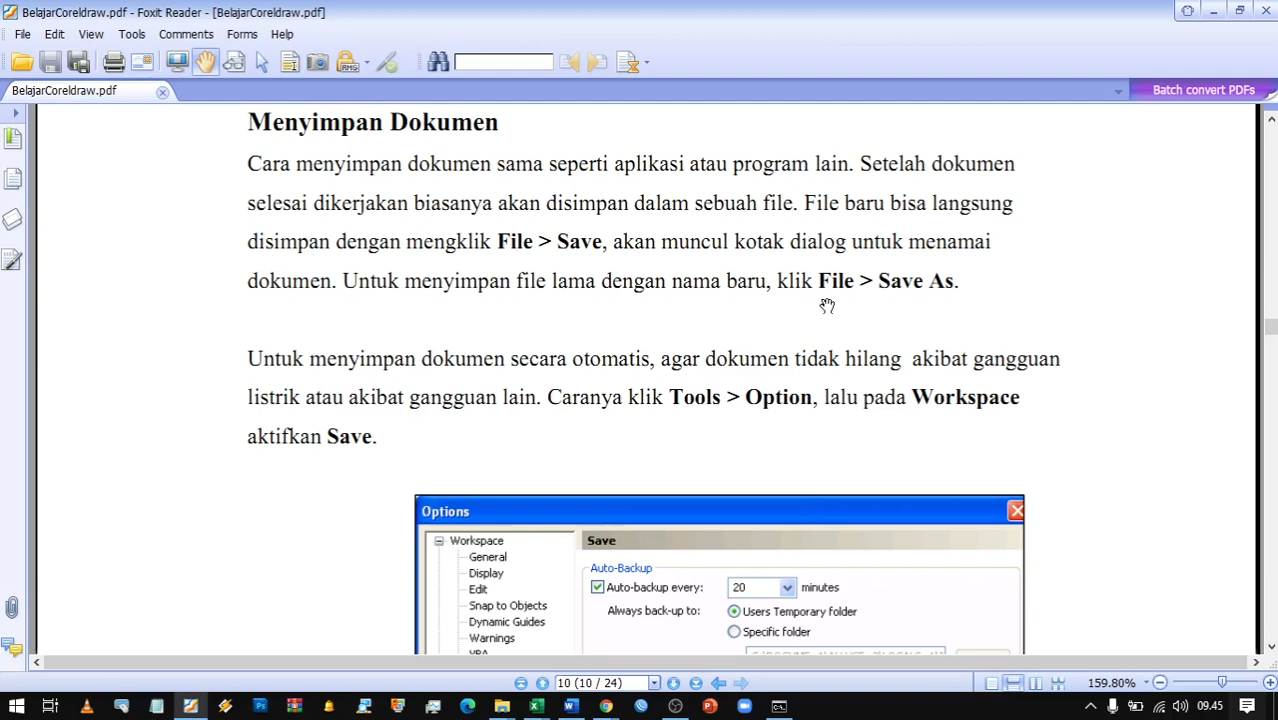 BelajarCoreldraw.pdf - Foxit Reader - [BelajarCoreldraw.pdf]
File Edit View Tools Comments Forms Help
RMS
BelajarCoreldraw.pdf
Batch convert PDFs
Menyimpan Dokumen
Cara menyimpan dokumen sama seperti aplikasi atau program lain. Setelah dokumen
selesai dikerjakan biasanya akan disimpan dalam sebuah file. File baru bisa langsung
disimpan dengan mengklik File > Save, akan muncul kotak dialog untuk menamai
dokumen. Untuk menyimpan file lama dengan nama baru, klik File > Save As.
Untuk menyimpan dokumen secara otomatis, agar dokumen tidak hilang akibat gangguan
listrik atau akibat gangguan lain. Caranya klik Tools > Option, lalu pada Workspace
aktifkan Save.
Options
Workspace
Save
General
Auto-Backup
Display
Auto-backup every: 20 minutes
Edit
Snap to Objects
Always back-up to: Users Temporary folder
Dynamic Guides
Specific folder
Warnings
10 (10 / 24)
159.80%
09.45